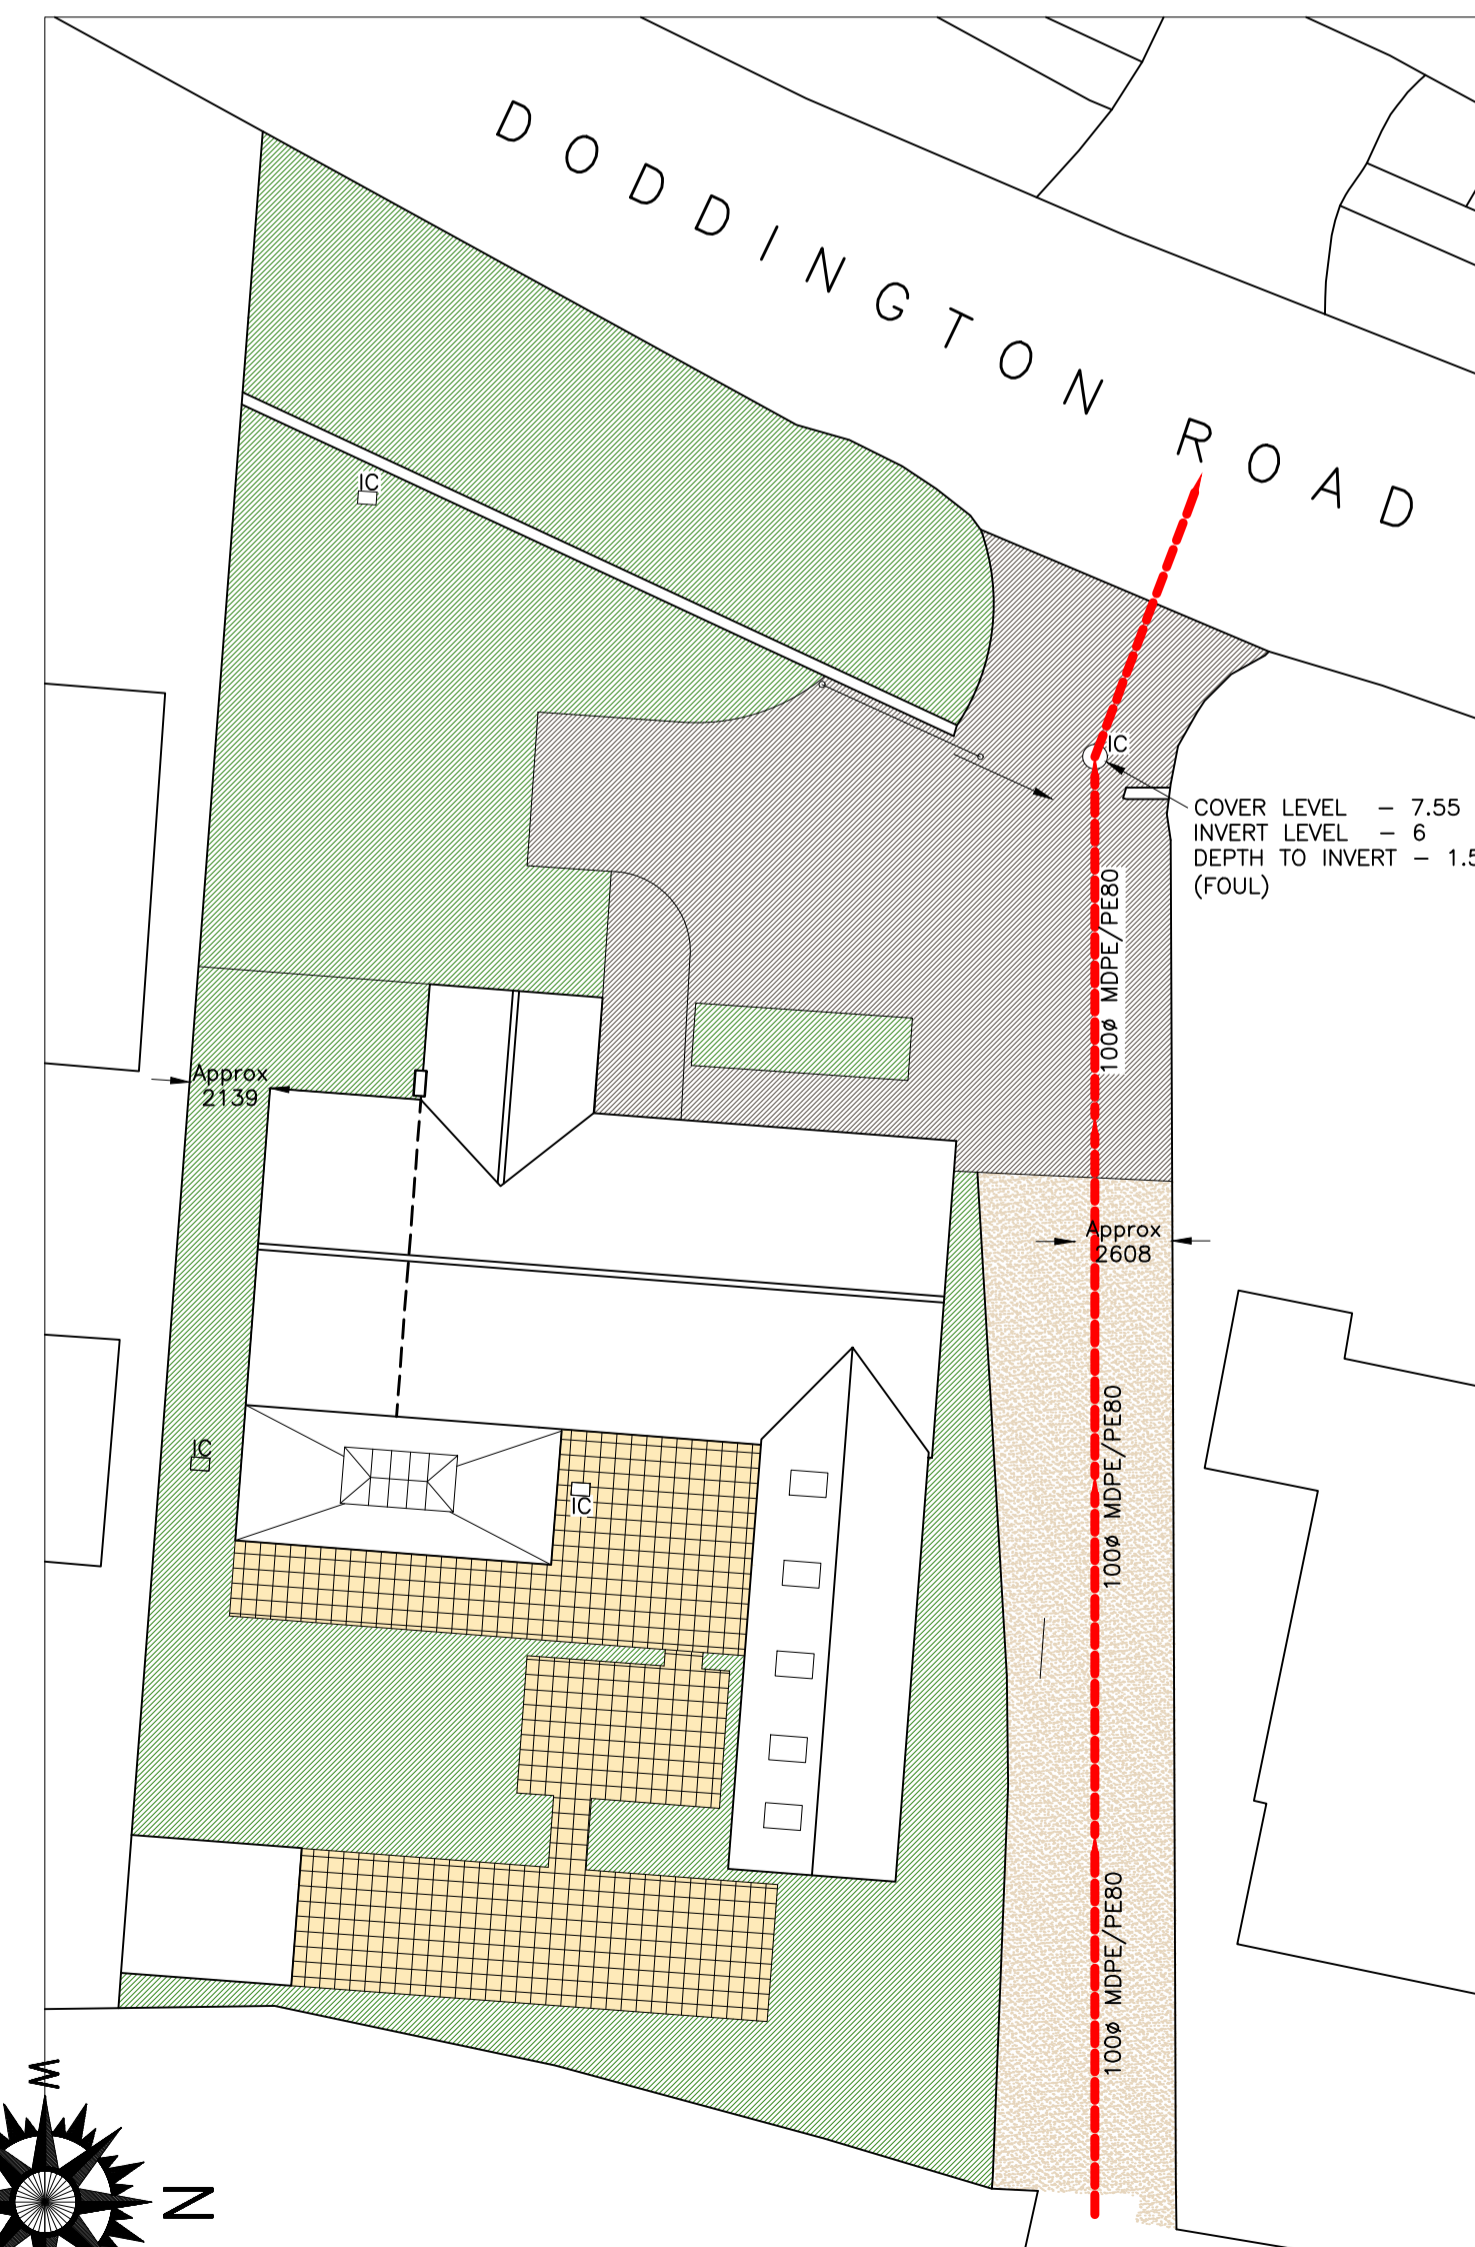 DODDINGTON ROAD
IC
IC
COVER LEVEL – 7.55
INVERT LEVEL – 6
DEPTH TO INVERT – 1.5
(FOUL)
100ø MDPE/PE80
Approx
2139
Approx
2608
100ø MDPE/PE80
IC
IC
100ø MDPE/PE80
W
N